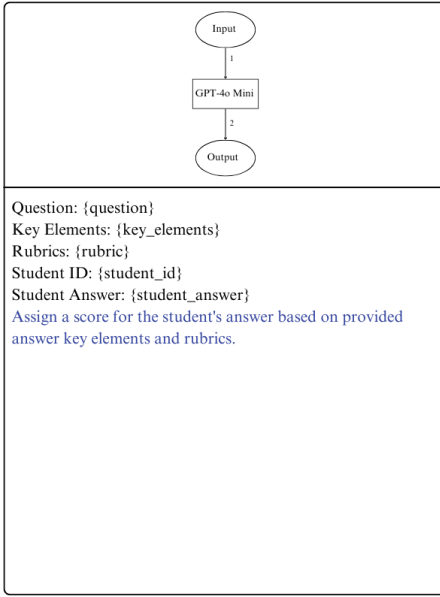 Input
1
GPT-4o Mini
2
Output
Question: {question}
Key Elements: {key_elements}
Rubrics: {rubric}
Student ID: {student_id}
Student Answer: {student_answer}
Assign a score for the student's answer based on provided
answer key elements and rubrics.